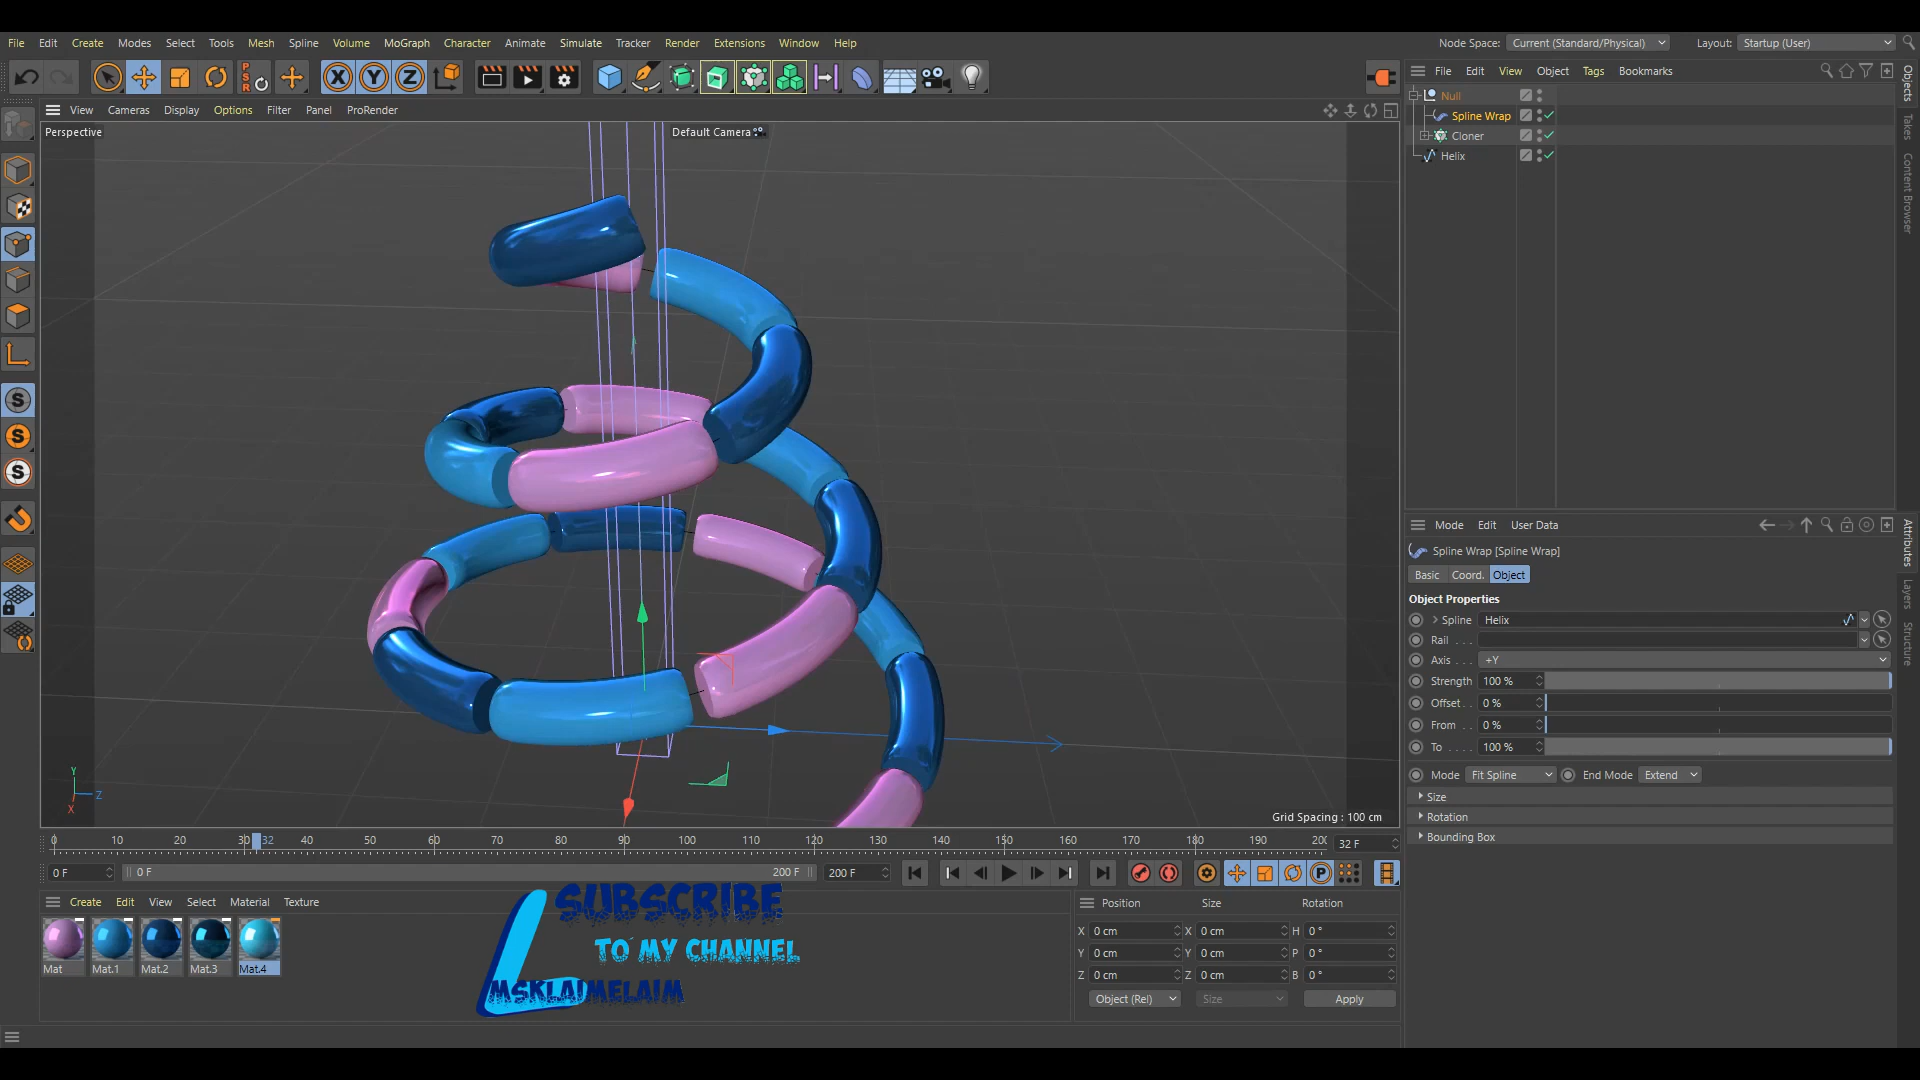 File Edit Create Modes Select Tools Mesh Spline Volume MoGraph Character Animate Simulate Tracker Render Extensions Window Help
Node Space: Current (Standard/Physical) Layout: Startup (User)
PSR X Y Z
File Edit View Object Tags Bookmarks
View Cameras Display Options Filter Panel ProRender
Perspective
Default Camera
Null
Spline Wrap
Cloner
Helix
Objects
Takes
Content Browser
S
S
S
Mode Edit User Data
Spline Wrap [Spline Wrap]
Basic Coord. Object
Object Properties
Spline Helix
Rail . . .
Axis . . . +Y
Strength 100 %
Offset . . 0 %
From . . 0 %
To . . . . 100 %
Mode Fit Spline End Mode Extend
Size
Rotation
Bounding Box
Attributes
Layers
Structure
Y
Z
X
Grid Spacing : 100 cm
0 10 20 30 32 40 50 60 70 80 90 100 110 120 130 140 150 160 170 180 190 200 32 F
0 F 0 F 200 F 200 F P
Create Edit View Select Material Texture
Mat Mat.1 Mat.2 Mat.3 Mat.4
SUBSCRIBE
TO MY CHANNEL
MSKLAIMELAIM
Position Size Rotation
X 0 cm X 0 cm H 0 °
Y 0 cm Y 0 cm P 0 °
Z 0 cm Z 0 cm B 0 °
Object (Rel) Size Apply